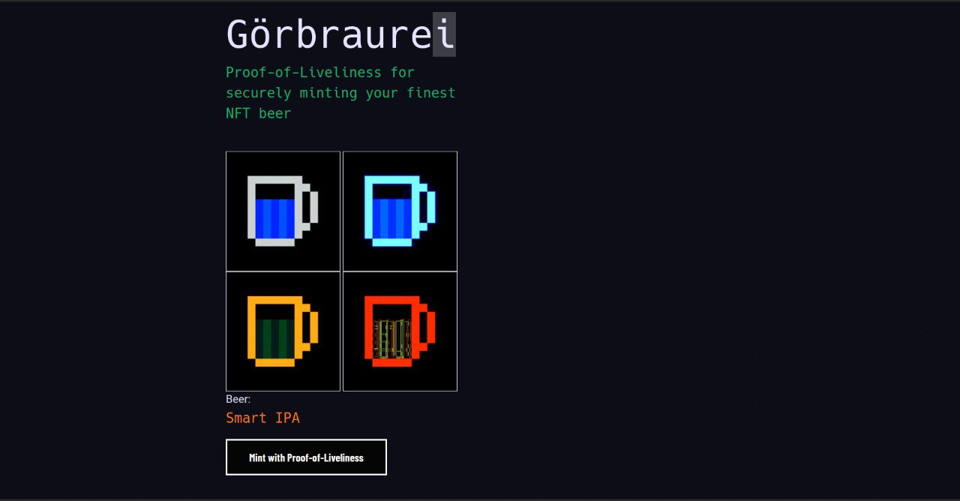 Görbraurei
Proof-of-Liveliness for
securely minting your finest
NFT beer
Beer:
Smart IPA
Mint with Proof-of-Liveliness